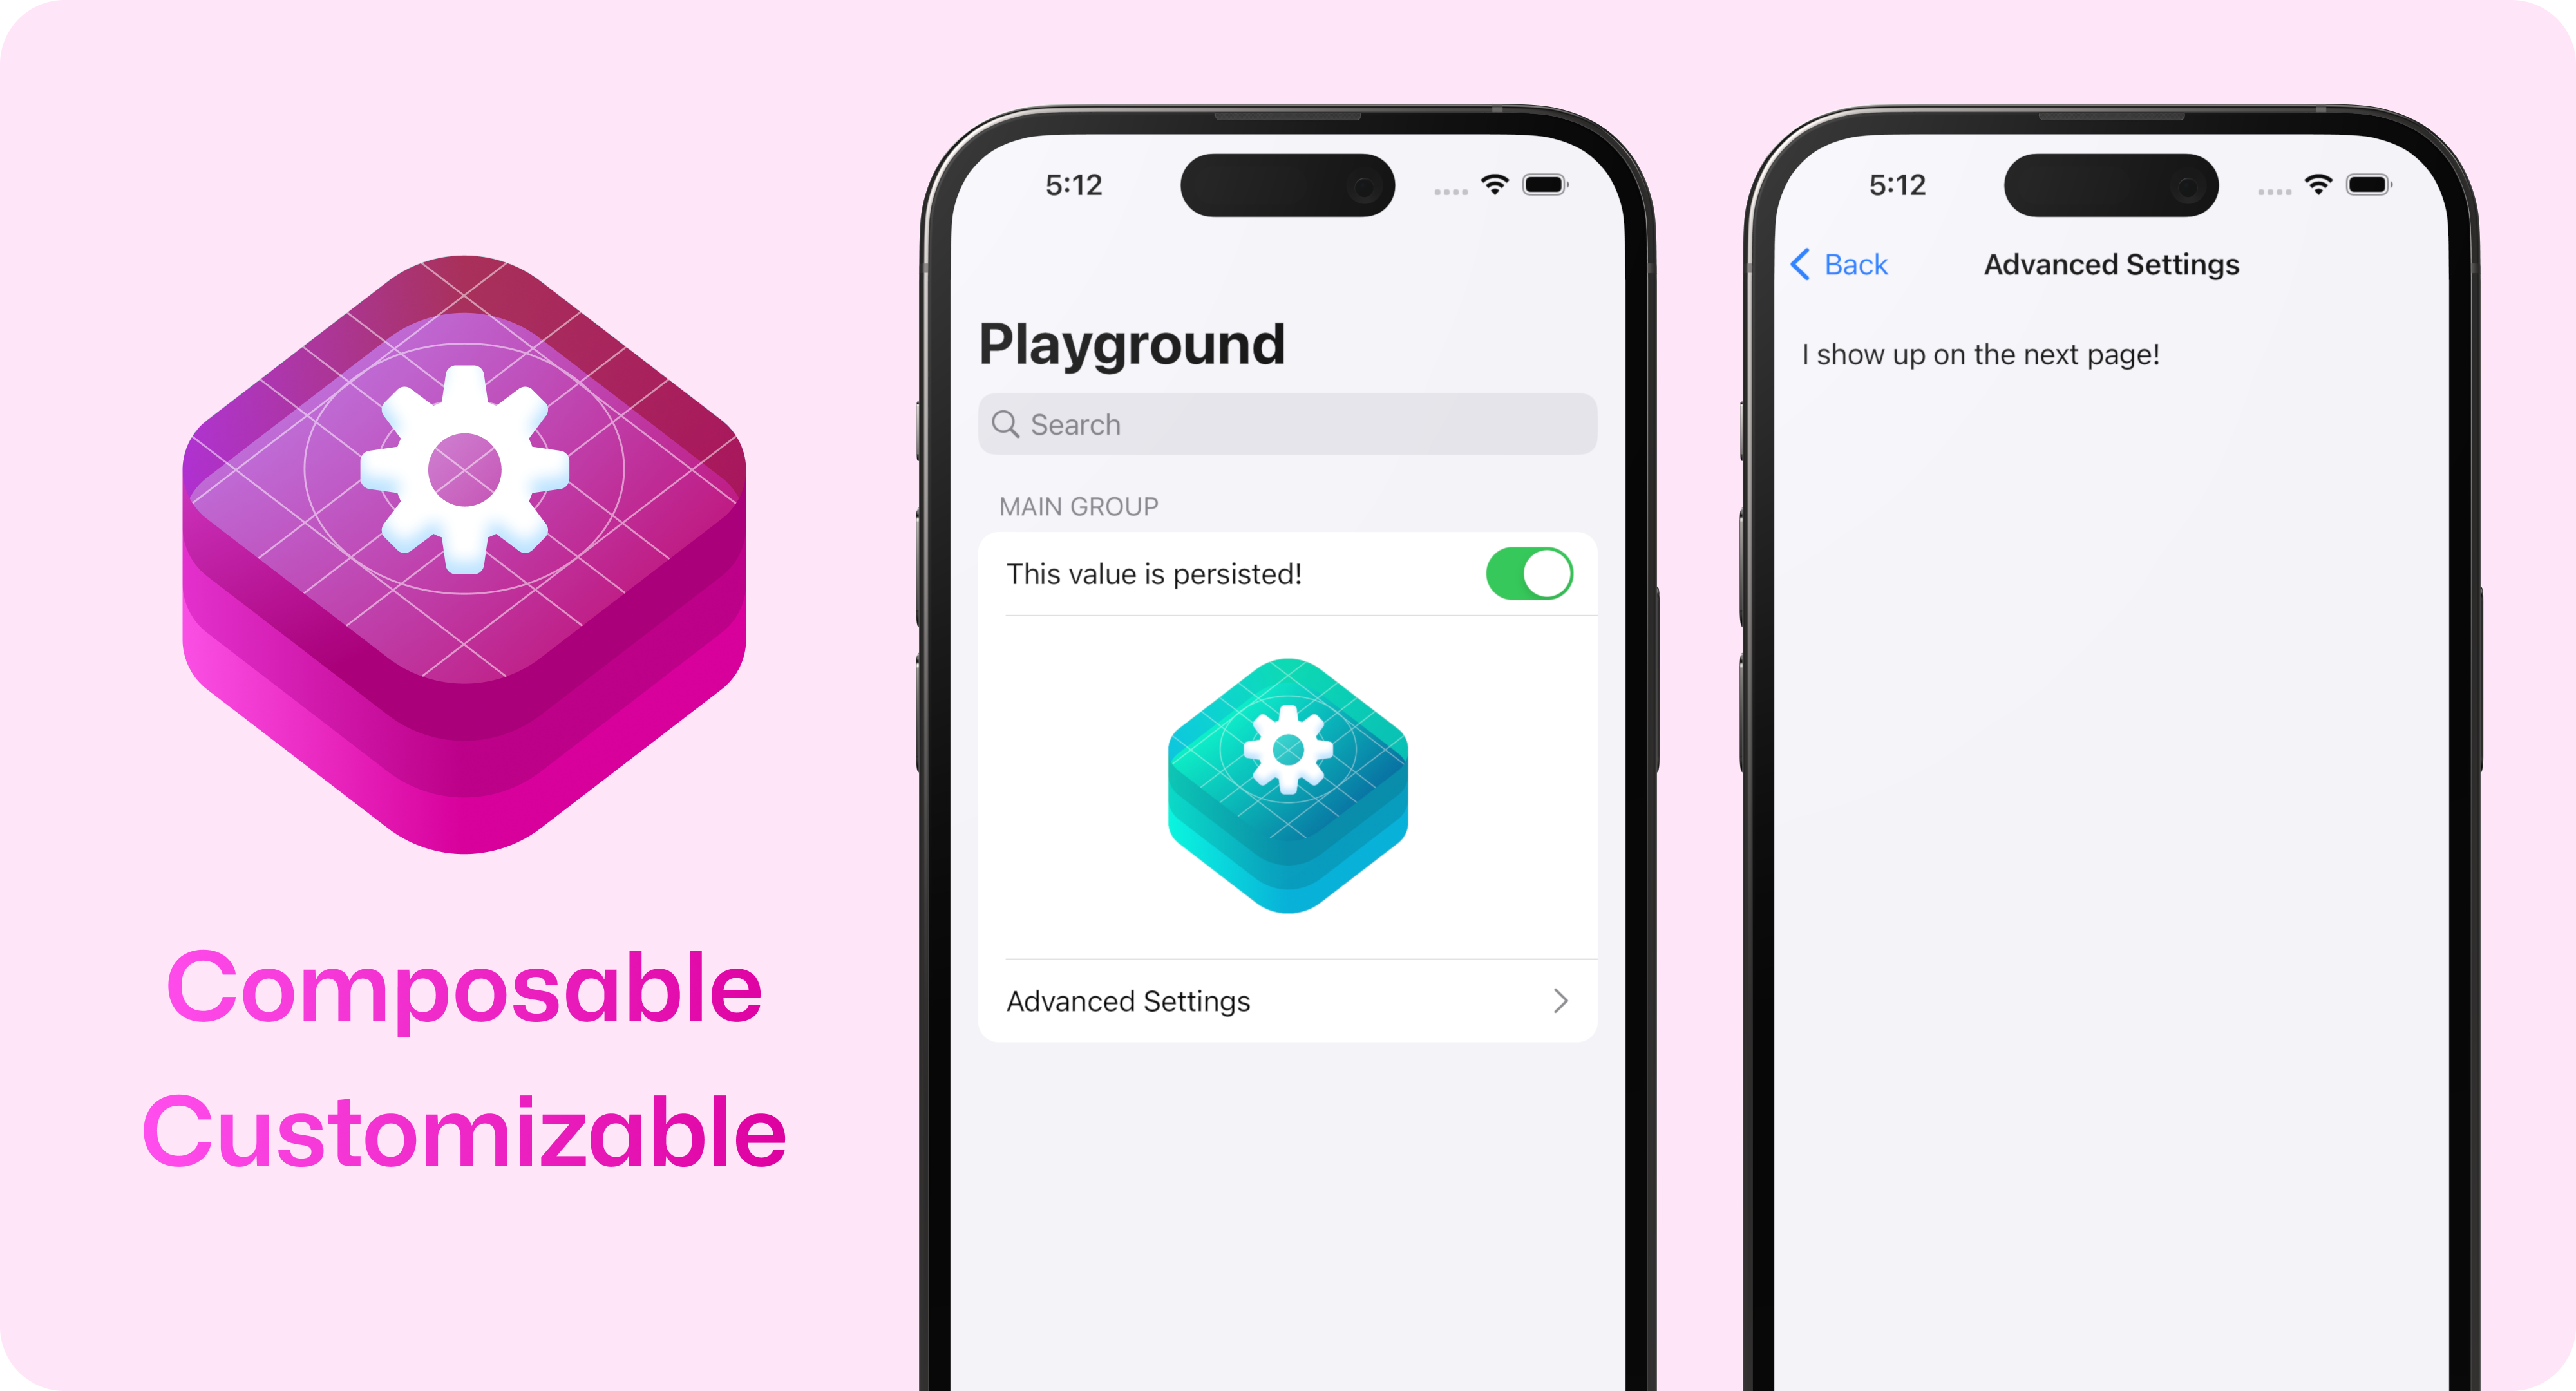 Composable
Customizable
5:12
Playground
Search
MAIN GROUP
This value is persisted!
Advanced Settings
5:12
Back
Advanced Settings
I show up on the next page!